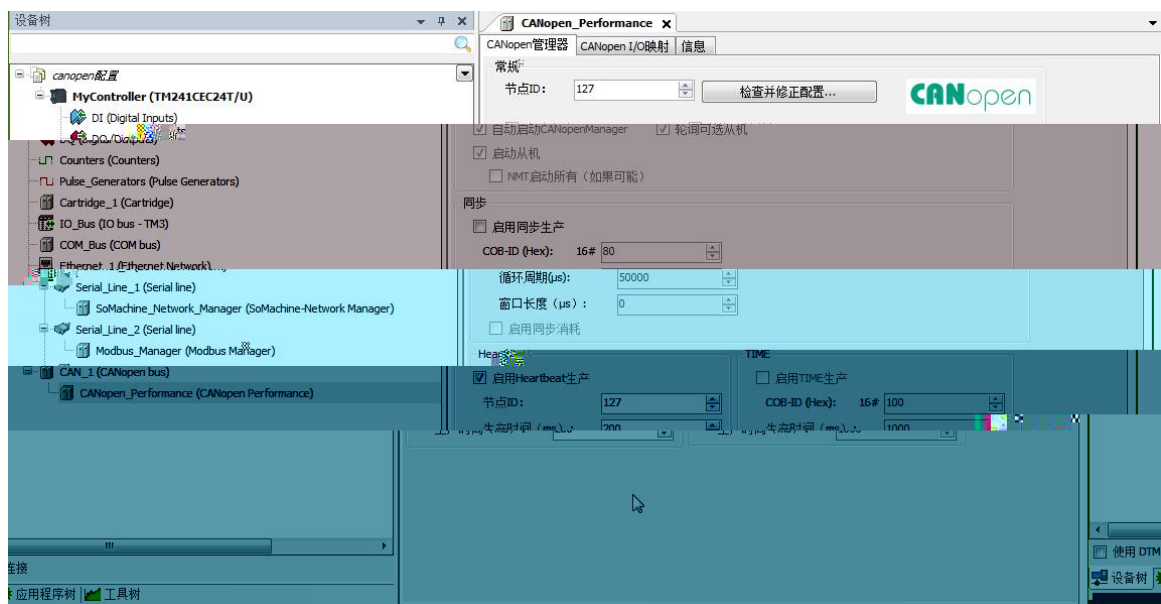 设备树
canopen配置
MyController (TM241CEC24T/U)
DI (Digital Inputs)
Counters (Counters)
Pulse_Generators (Pulse Generators)
Cartridge_1 (Cartridge)
IO_Bus (IO bus - TM3)
COM_Bus (COM bus)
Ethernet_1 (Ethernet Network)
Serial_Line_1 (Serial line)
SoMachine_Network_Manager (SoMachine-Network Manager)
Serial_Line_2 (Serial line)
Modbus_Manager (Modbus Manager)
CAN_1 (CANopen bus)
CANopen_Performance (CANopen Performance)
连接
应用程序树 工具树
CANopen_Performance
CANopen管理器 CANopen I/O映射 信息
常规
节点ID: 127 检查并修正配置... CANopen
自动启动CANopenManager 轮询可选从机
启动从机
NMT启动所有（如果可能）
同步
启用同步生产
COB-ID (Hex): 16# 80
循环周期(µs): 50000
窗口长度（µs）: 0
启用同步消耗
TIME
启用Heartbeat生产 启用TIME生产
节点ID: 127 COB-ID (Hex): 16# 100
200 1000
使用 DTM
设备树